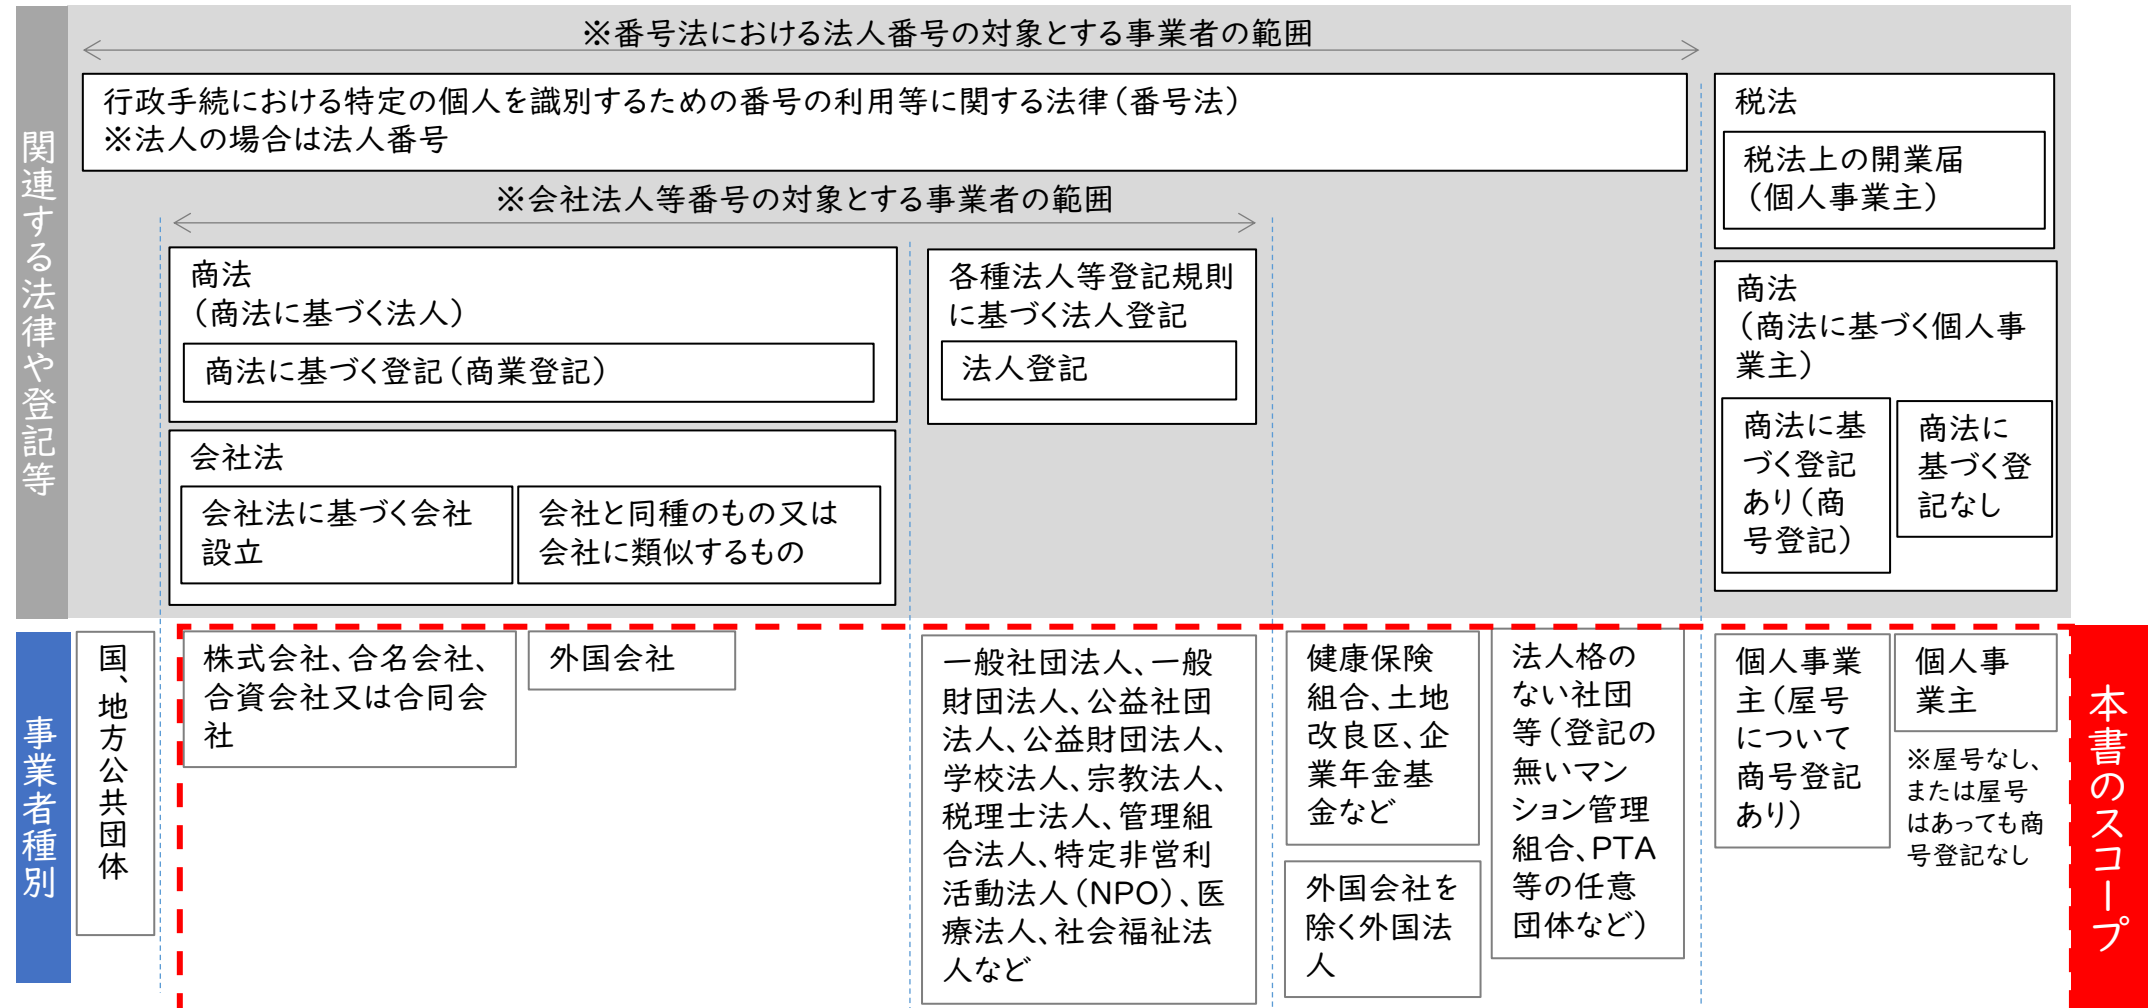 ※番号法における法人番号の対象とする事業者の範囲
行政手続における特定の個人を識別するための番号の利用等に関する法律（番号法）
※法人の場合は法人番号
税法
税法上の開業届
（個人事業主）
関連する法律や登記等
※会社法人等番号の対象とする事業者の範囲
商法
（商法に基づく法人）
商法に基づく登記（商業登記）
各種法人等登記規則
に基づく法人登記
法人登記
商法
（商法に基づく個人事
業主）
商法に基
づく登記
あり（商
号登記）
商法に
基づく登
記なし
会社法
会社法に基づく会社
設立
会社と同種のもの又は
会社に類似するもの
事業者種別
国、地方公共団体
株式会社、合名会社、
合資会社又は合同会
社
外国会社
一般社団法人、一般
財団法人、公益社団
法人、公益財団法人、
学校法人、宗教法人、
税理士法人、管理組
合法人、特定非営利
活動法人（NPO）、医
療法人、社会福祉法
人など
健康保険
組合、土地
改良区、企
業年金基
金など
外国会社を
除く外国法
人
法人格の
ない社団
等（登記の
無いマン
ション管理
組合、PTA
等の任意
団体など）
個人事業
主（屋号
について
商号登記
あり）
個人事
業主
※屋号なし、
または屋号
はあっても商
号登記なし
本書のスコープ